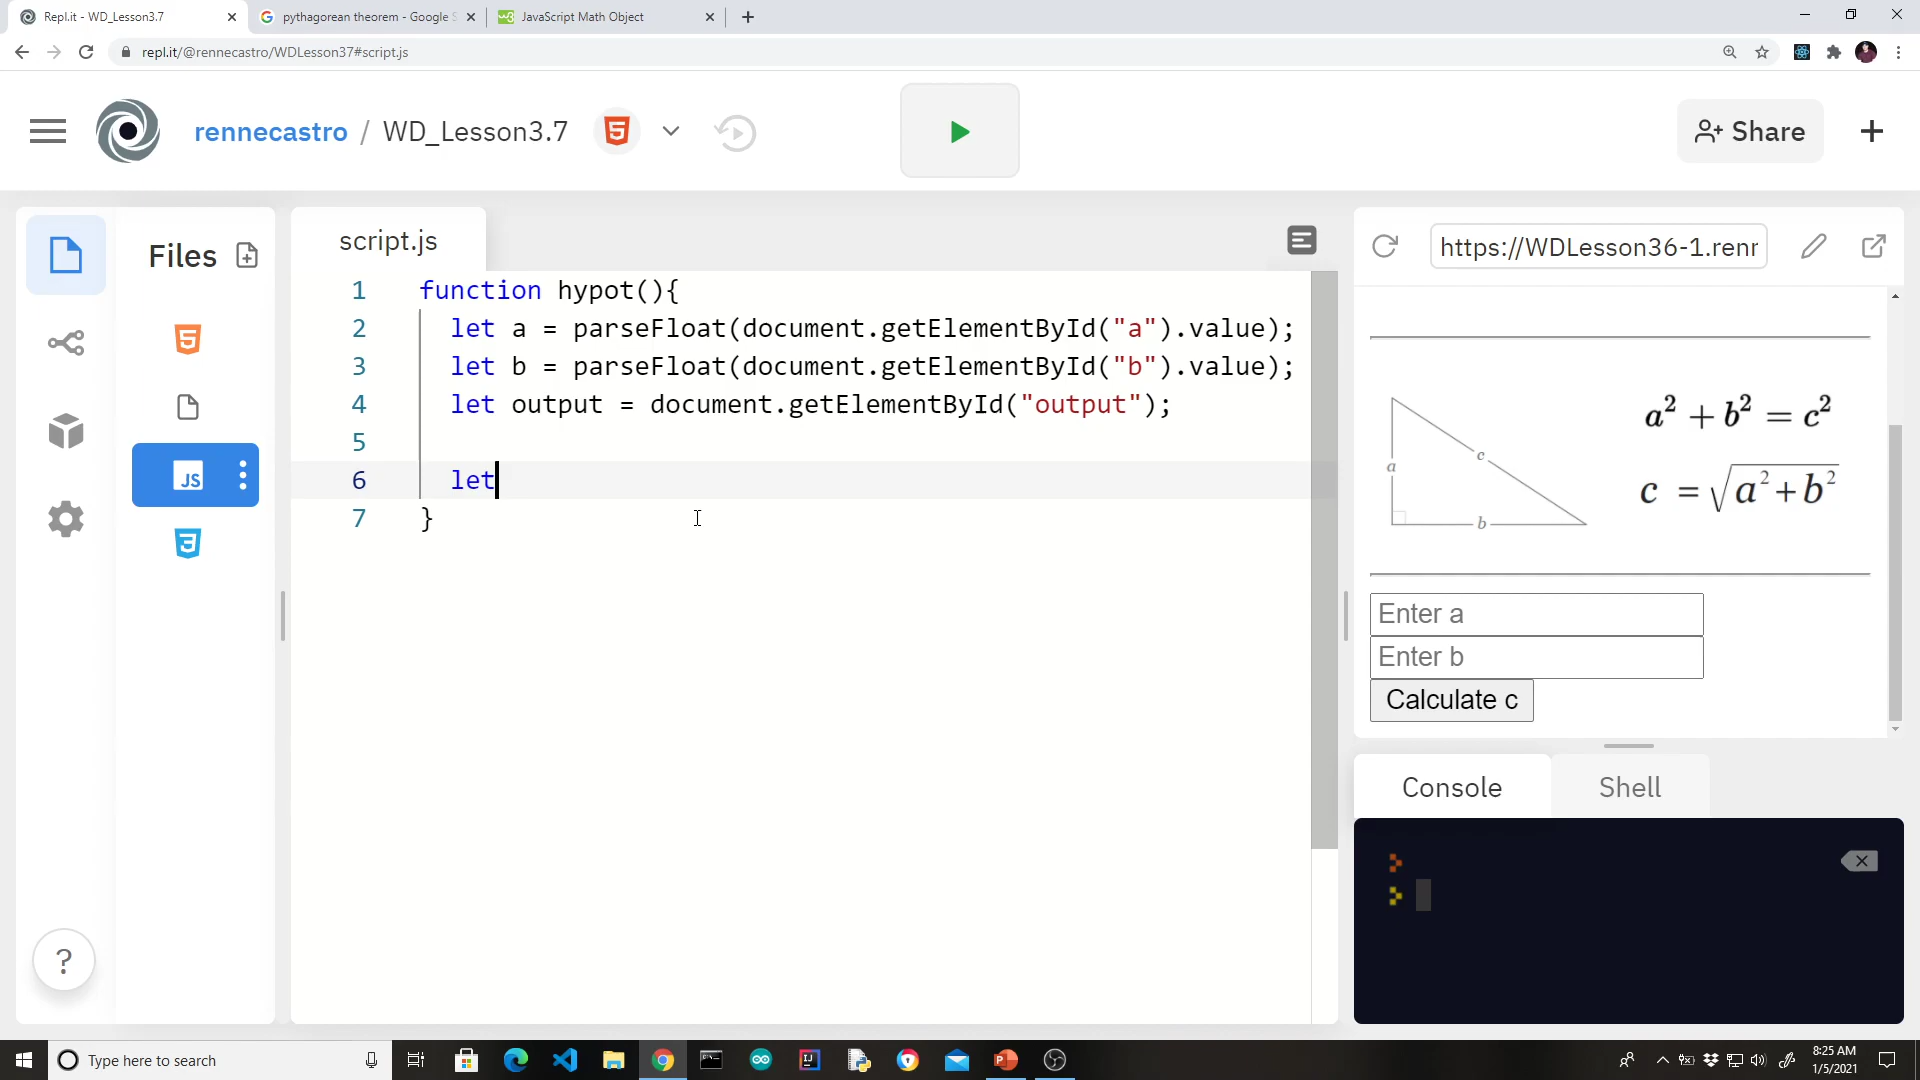 Repl.it - WD_Lesson3.7
pythagorean theorem - Google S
JavaScript Math Object
repl.it/@rennecastro/WDLesson37#script.js
rennecastro / WD_Lesson3.7
Share
Files
script.js
https://WDLesson36-1.renr
1 function hypot(){
2 let a = parseFloat(document.getElementById("a").value);
3 let b = parseFloat(document.getElementById("b").value);
4 let output = document.getElementById("output");
5
6 let
7 }
JS
a
c
b
a² + b² = c²
c = √a²+b²
Enter a
Enter b
Calculate c
Console
Shell
?
Type here to search
8:25 AM
1/5/2021